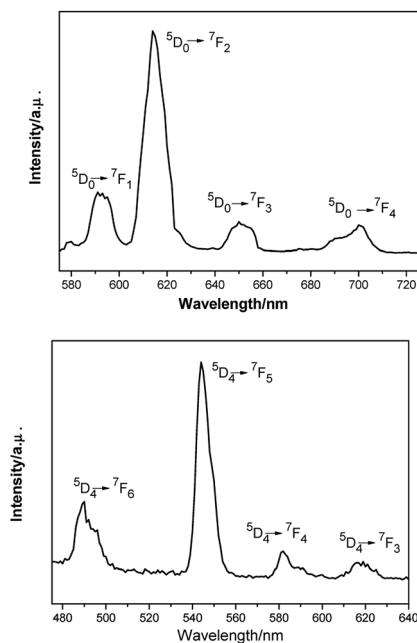 ⁵D₀→ ⁷F₂
⁵D₀→ ⁷F₁
⁵D₀→ ⁷F₃
⁵D₀ → ⁷F₄
Intensity/a.μ.
580 600 620 640 660 680 700 720
Wavelength/nm
⁵D₄→ ⁷F₅
⁵D₄→ ⁷F₆
⁵D₄→ ⁷F₄
⁵D₄→ ⁷F₃
Intensity/a.μ.
480 500 520 540 560 580 600 620 640
Wavelength/nm